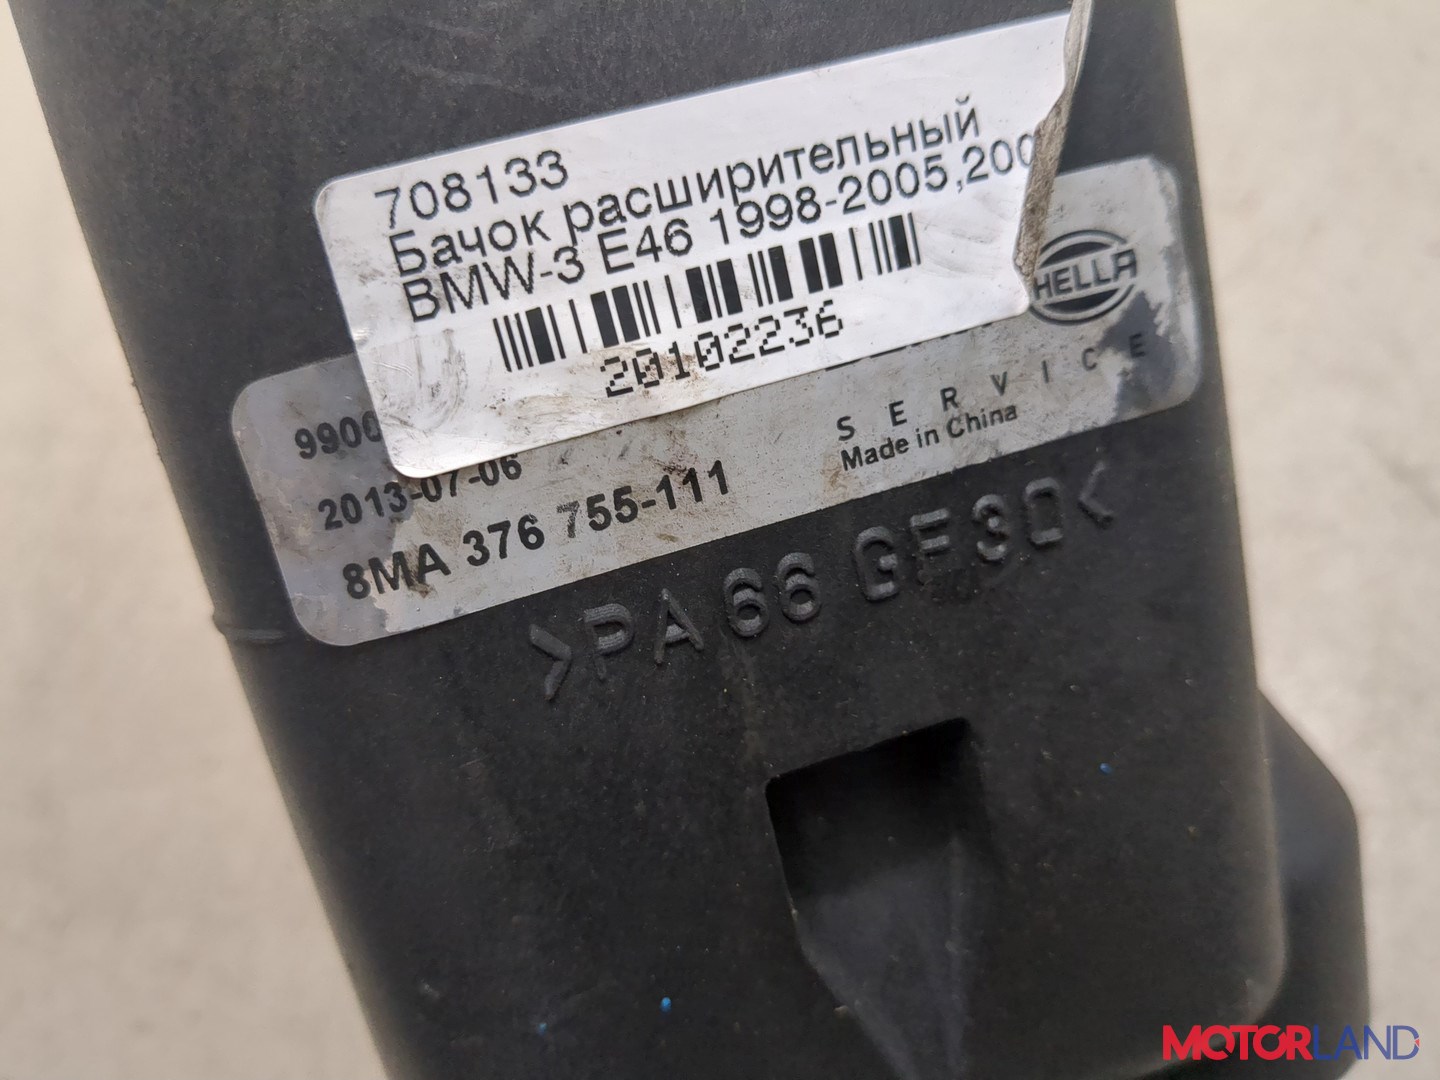 708133
Бачок расширительный
BMW-3 E46 1998-2005,200
20102236
HELLA
SERVICE
Made in China
9900
2013-07-06
8MA 376 755-111
>PA 66 GF30<
MOTORLAND